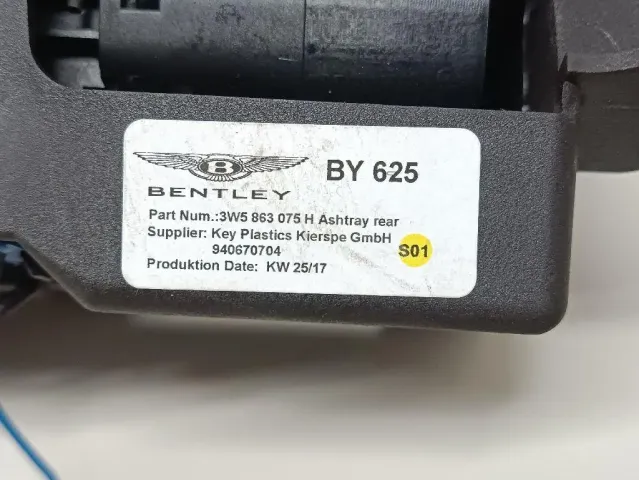 B
BY 625
BENTLEY
Part Num.:3W5 863 075 H Ashtray rear
Supplier: Key Plastics Kierspe GmbH
940670704
S01
Produktion Date: KW 25/17